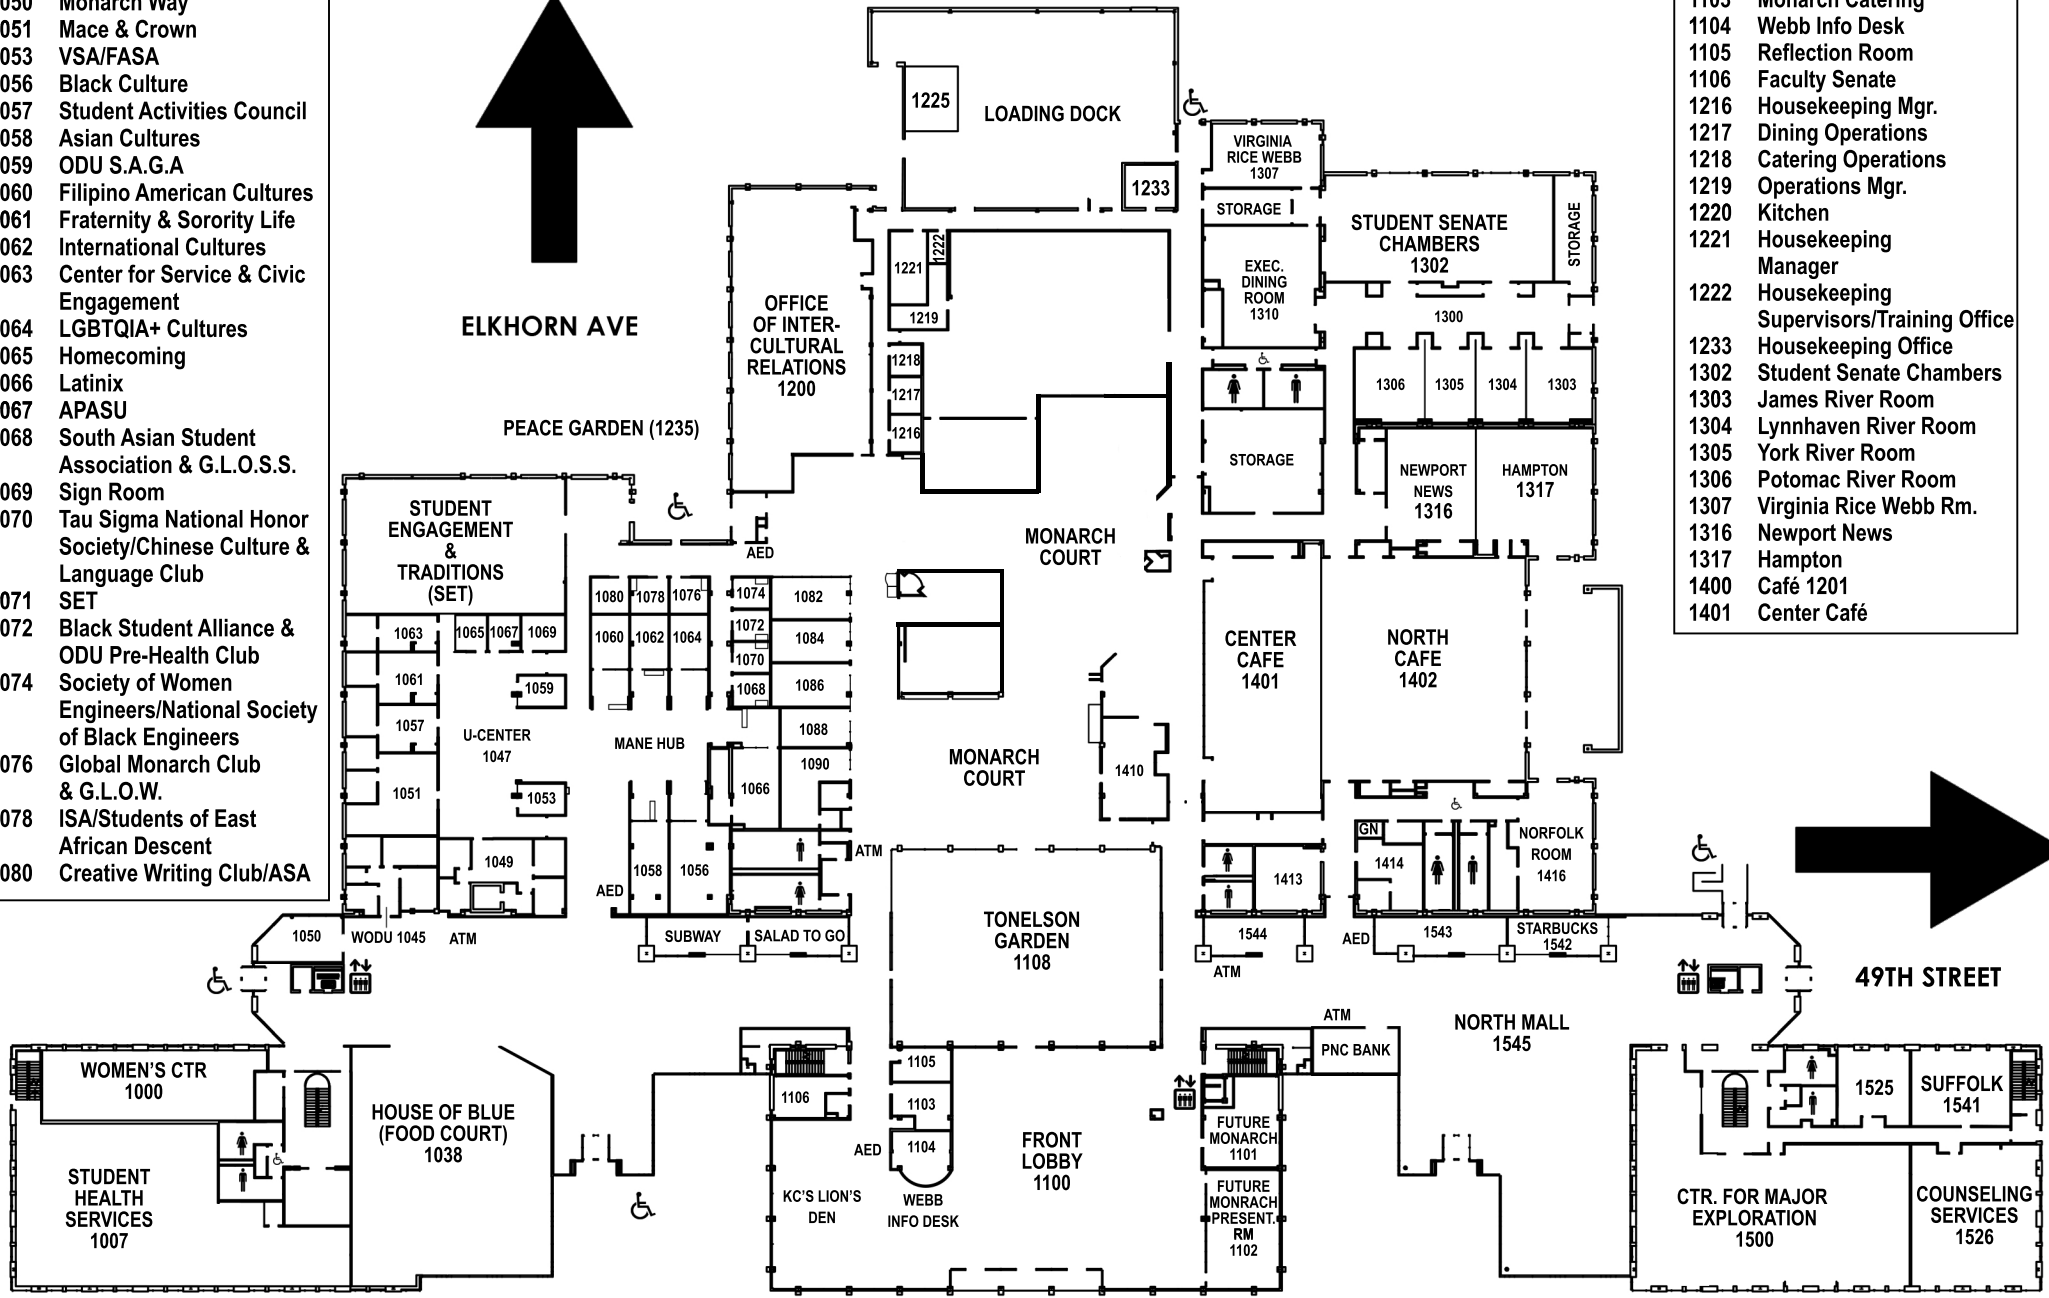 050 Monarch Way
051 Mace & Crown
053 VSA/FASA
056 Black Culture
057 Student Activities Council
058 Asian Cultures
059 ODU S.A.G.A
060 Filipino American Cultures
061 Fraternity & Sorority Life
062 International Cultures
063 Center for Service & Civic
Engagement
064 LGBTQIA+ Cultures
065 Homecoming
066 Latinix
067 APASU
068 South Asian Student
Association & G.L.O.S.S.
069 Sign Room
070 Tau Sigma National Honor
Society/Chinese Culture &
Language Club
071 SET
072 Black Student Alliance &
ODU Pre-Health Club
074 Society of Women
Engineers/National Society
of Black Engineers
076 Global Monarch Club
& G.L.O.W.
078 ISA/Students of East
African Descent
080 Creative Writing Club/ASA
ELKHORN AVE
PEACE GARDEN (1235)
1225
LOADING DOCK
1233
OFFICE
OF INTER-
CULTURAL
RELATIONS
1200
1221
1222
1219
1218
1217
1216
VIRGINIA
RICE WEBB
1307
STORAGE
EXEC.
DINING
ROOM
1310
STUDENT SENATE
CHAMBERS
1302
STORAGE
1300
1306
1305
1304
1303
STORAGE
NEWPORT
NEWS
1316
HAMPTON
1317
STUDENT
ENGAGEMENT
&
TRADITIONS
(SET)
AED
MONARCH
COURT
1063
1065
1067
1069
1061
1059
1057
U-CENTER
1047
1051
1053
1049
1080
1078
1076
1060
1062
1064
MANE HUB
1074
1072
1070
1068
1082
1084
1086
1088
1090
1066
1058
1056
AED
ATM
MONARCH
COURT
1410
CENTER
CAFE
1401
NORTH
CAFE
1402
GN
1414
1413
NORFOLK
ROOM
1416
1050
WODU 1045
ATM
SUBWAY
SALAD TO GO
TONELSON
GARDEN
1108
1544
ATM
AED
1543
STARBUCKS
1542
49TH STREET
NORTH MALL
1545
ATM
PNC BANK
WOMEN'S CTR
1000
STUDENT
HEALTH
SERVICES
1007
HOUSE OF BLUE
(FOOD COURT)
1038
1106
1105
1103
1104
AED
KC'S LION'S
DEN
WEBB
INFO DESK
FRONT
LOBBY
1100
FUTURE
MONARCH
1101
FUTURE
MONRACH
PRESENT.
RM
1102
1525
SUFFOLK
1541
CTR. FOR MAJOR
EXPLORATION
1500
COUNSELING
SERVICES
1526
1103 Monarch Catering
1104 Webb Info Desk
1105 Reflection Room
1106 Faculty Senate
1216 Housekeeping Mgr.
1217 Dining Operations
1218 Catering Operations
1219 Operations Mgr.
1220 Kitchen
1221 Housekeeping
Manager
1222 Housekeeping
Supervisors/Training Office
1233 Housekeeping Office
1302 Student Senate Chambers
1303 James River Room
1304 Lynnhaven River Room
1305 York River Room
1306 Potomac River Room
1307 Virginia Rice Webb Rm.
1316 Newport News
1317 Hampton
1400 Café 1201
1401 Center Café